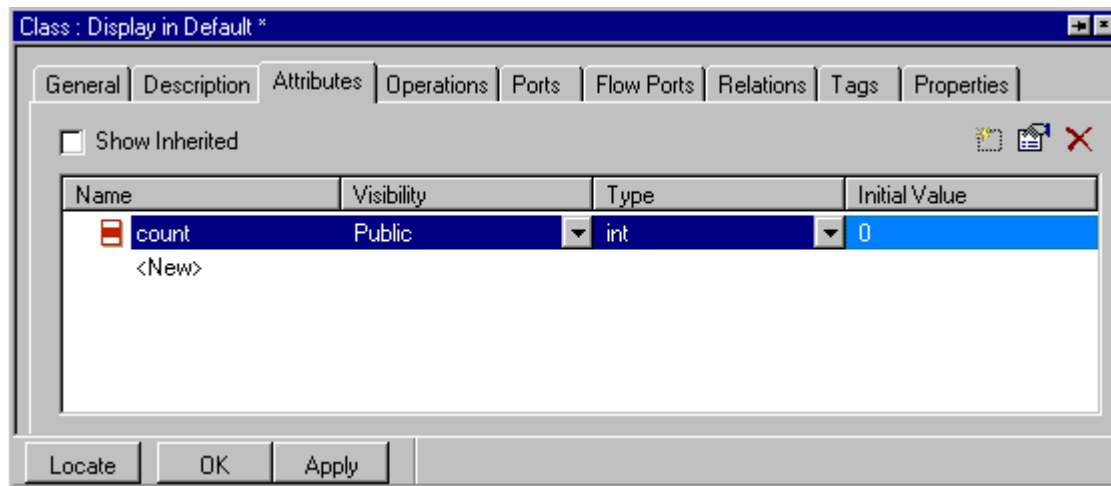 Class : Display in Default *
General Description Attributes Operations Ports Flow Ports Relations Tags Properties
Show Inherited
Name Visibility Type Initial Value
count Public int 0
<New>
Locate OK Apply